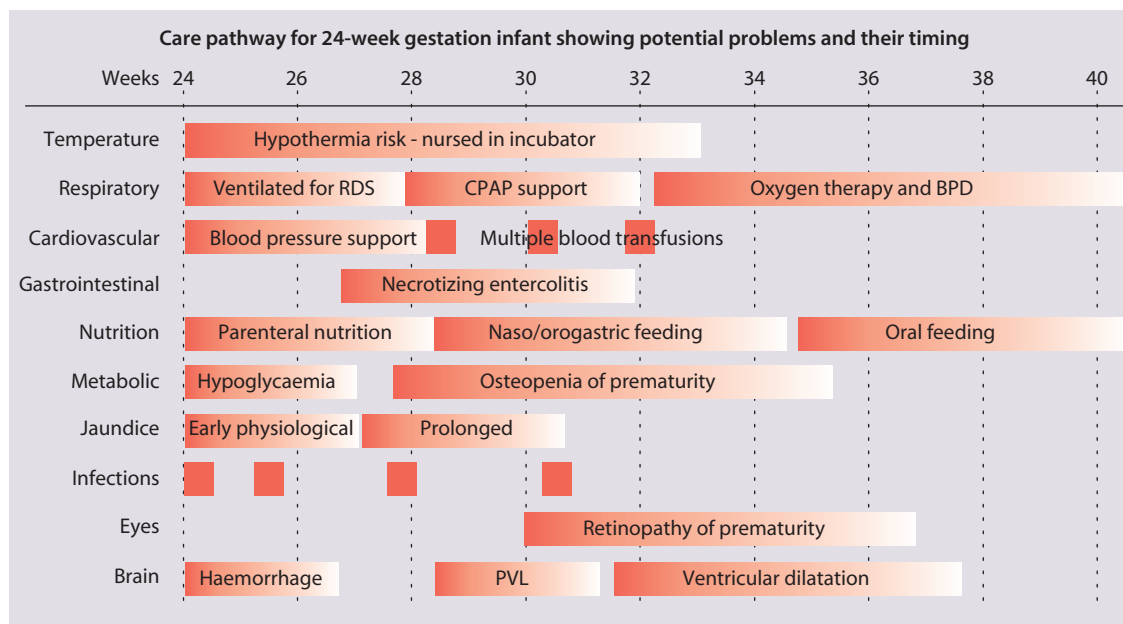 Care pathway for 24-week gestation infant showing potential problems and their timing
Weeks 24 26 28 30 32 34 36 38 40
Temperature Hypothermia risk - nursed in incubator
Respiratory Ventilated for RDS CPAP support Oxygen therapy and BPD
Cardiovascular Blood pressure support Multiple blood transfusions
Gastrointestinal Necrotizing entercolitis
Nutrition Parenteral nutrition Naso/orogastric feeding Oral feeding
Metabolic Hypoglycaemia Osteopenia of prematurity
Jaundice Early physiological Prolonged
Infections
Eyes Retinopathy of prematurity
Brain Haemorrhage PVL Ventricular dilatation